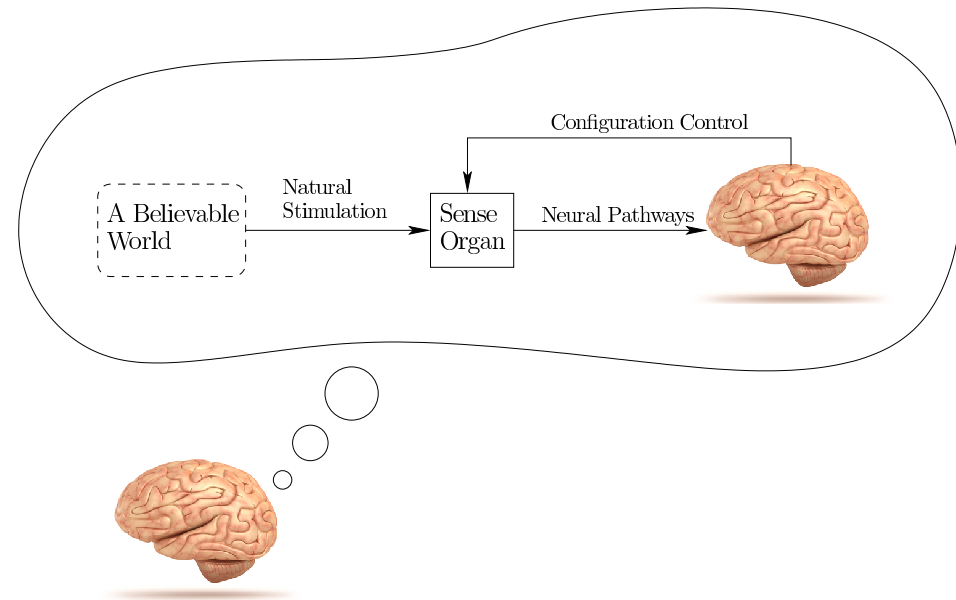 Configuration Control
Natural
Stimulation
A Believable
World
Sense
Organ
Neural Pathways